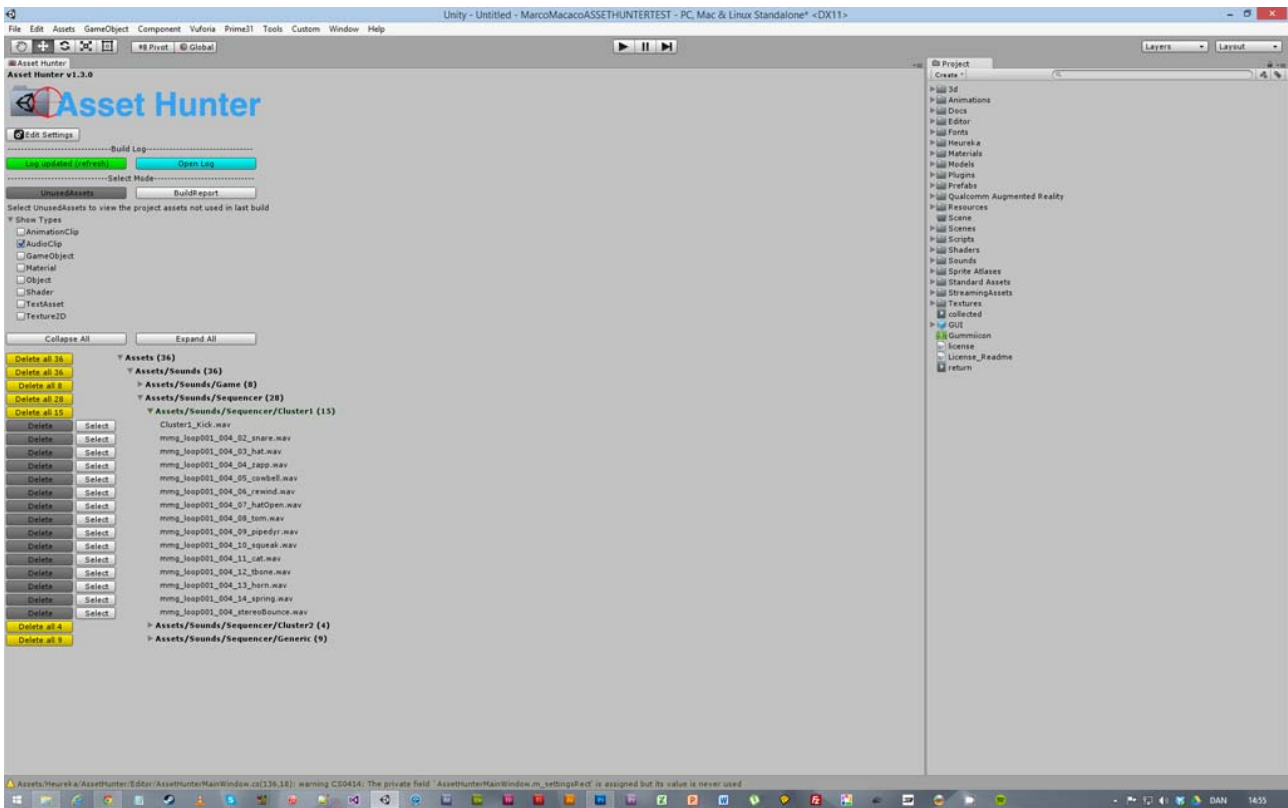 Unity - Untitled - MarcoMacacoASSETHUNTERTEST - PC, Mac & Linux Standalone* <DX11>
File Edit Assets GameObject Component Vuforia Prime31 Tools Custom Window Help
Pivot Global Layers Layout
Asset Hunter
Asset Hunter v1.3.0
Asset Hunter
Edit Settings
Build Log
Log updated (refresh) Open Log
Select Mode
UnusedAssets BuildReport
Select UnusedAssets to view the project assets not used in last build
Show Types
AnimationClip
AudioClip
GameObject
Material
Object
Shader
TextAsset
Texture2D
Collapse All Expand All
Delete all 36 Assets (36)
Delete all 36 Assets/Sounds (36)
Delete all 8 Assets/Sounds/Game (8)
Delete all 28 Assets/Sounds/Sequencer (28)
Delete all 15 Assets/Sounds/Sequencer/Cluster1 (15)
Delete Select Cluster1_Kick.wav
Delete Select mmg_loop001_004_02_snare.wav
Delete Select mmg_loop001_004_03_hat.wav
Delete Select mmg_loop001_004_04_zapp.wav
Delete Select mmg_loop001_004_05_cowbell.wav
Delete Select mmg_loop001_004_06_rewind.wav
Delete Select mmg_loop001_004_07_hatOpen.wav
Delete Select mmg_loop001_004_08_tom.wav
Delete Select mmg_loop001_004_09_pipedyr.wav
Delete Select mmg_loop001_004_10_squeak.wav
Delete Select mmg_loop001_004_11_cat.wav
Delete Select mmg_loop001_004_12_tbone.wav
Delete Select mmg_loop001_004_13_horn.wav
Delete Select mmg_loop001_004_14_spring.wav
Delete Select mmg_loop001_004_stereoBounce.wav
Delete all 4 Assets/Sounds/Sequencer/Cluster2 (4)
Delete all 9 Assets/Sounds/Sequencer/Generic (9)
Project
Create
3d
Animations
Docs
Editor
Fonts
Heureka
Materials
Models
Plugins
Prefabs
Qualcomm Augmented Reality
Resources
Scene
Scenes
Scripts
Shaders
Sounds
Sprite Atlases
Standard Assets
StreamingAssets
Textures
collected
GUI
Gummiicon
license
License_Readme
return
Assets/Heureka/AssetHunter/Editor/AssetHunterMainWindow.cs(136,18): warning CS0414: The private field `AssetHunterMainWindow.m_settingsRect' is assigned but its value is never used
DAN 14:55